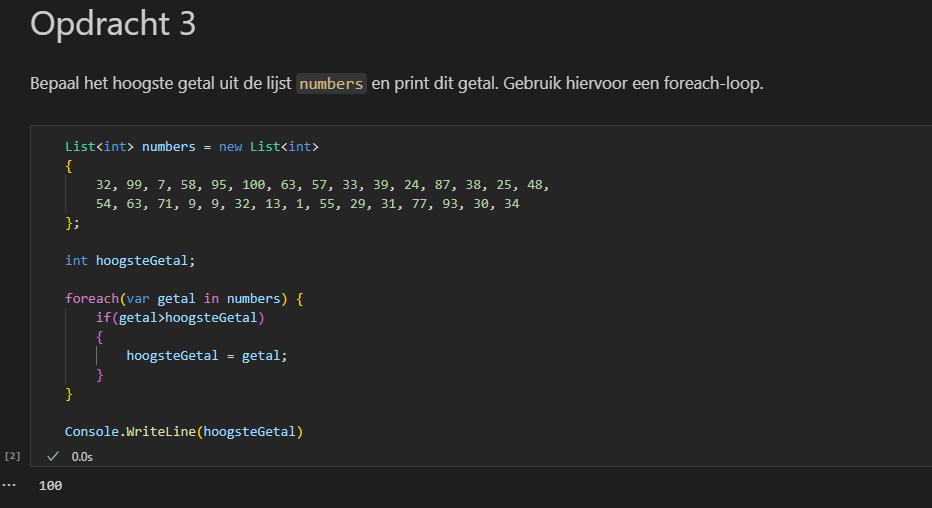 Opdracht 3
Bepaal het hoogste getal uit de lijst numbers en print dit getal. Gebruik hiervoor een foreach-loop.
List<int> numbers = new List<int>
{
32, 99, 7, 58, 95, 100, 63, 57, 33, 39, 24, 87, 38, 25, 48,
54, 63, 71, 9, 9, 32, 13, 1, 55, 29, 31, 77, 93, 30, 34
};
int hoogsteGetal;
foreach(var getal in numbers) {
if(getal>hoogsteGetal)
{
hoogsteGetal = getal;
}
}
Console.WriteLine(hoogsteGetal)
[2] ✓ 0.0s
... 100